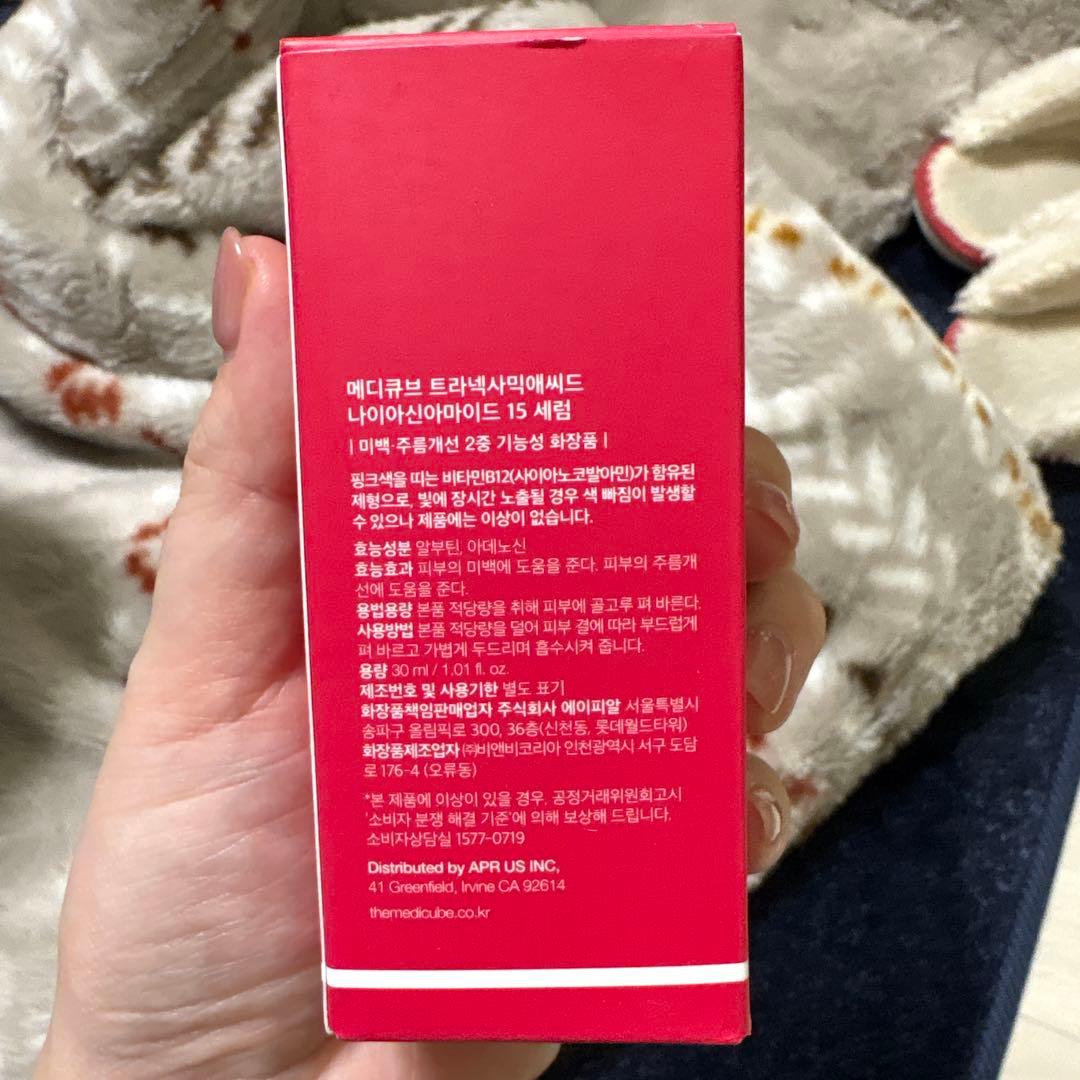 메디큐브 트라넥사믹애씨드
나이아신아마이드 15 세럼
| 미백·주름개선 2중 기능성 화장품 |
핑크색을 띠는 비타민B12(사이아노코발아민)가 함유된
제형으로, 빛에 장시간 노출될 경우 색 빠짐이 발생할
수 있으나 제품에는 이상이 없습니다.
효능성분 알부틴, 아데노신
효능효과 피부의 미백에 도움을 준다. 피부의 주름개
선에 도움을 준다.
용법용량 본품 적당량을 취해 피부에 골고루 펴 바른다.
사용방법 본품 적당량을 덜어 피부 결에 따라 부드럽게
펴 바르고 가볍게 두드리며 흡수시켜 줍니다.
용량 30 ml / 1.01 fl. oz.
제조번호 및 사용기한 별도 표기
화장품책임판매업자 주식회사 에이피알 서울특별시
송파구 올림픽로 300, 36층(신천동, 롯데월드타워)
화장품제조업자 ㈜비앤비코리아 인천광역시 서구 도담
로 176-4 (오류동)
*본 제품에 이상이 있을 경우, 공정거래위원회고시
'소비자 분쟁 해결 기준'에 의해 보상해 드립니다.
소비자상담실 1577-0719
Distributed by APR US INC,
41 Greenfield, Irvine CA 92614
themedicube.co.kr